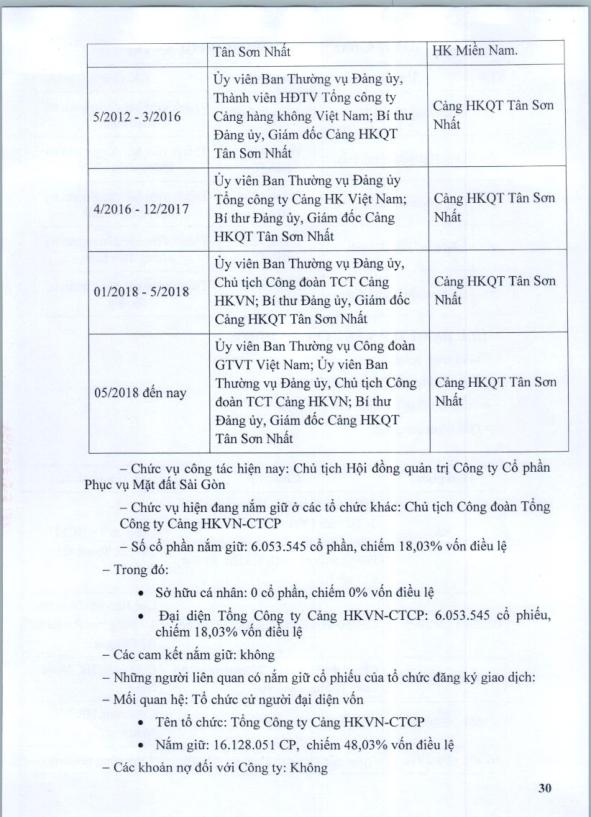 Tân Sơn Nhất
HK Miền Nam.
5/2012 - 3/2016
Ủy viên Ban Thường vụ Đảng ủy,
Thành viên HĐTV Tổng công ty
Cảng hàng không Việt Nam; Bí thư
Đảng ủy, Giám đốc Cảng HKQT
Tân Sơn Nhất
Cảng HKQT Tân Sơn
Nhất
4/2016 - 12/2017
Ủy viên Ban Thường vụ Đảng ủy
Tổng công ty Cảng HK Việt Nam;
Bí thư Đảng ủy, Giám đốc Cảng
HKQT Tân Sơn Nhất
Cảng HKQT Tân Sơn
Nhất
01/2018 - 5/2018
Ủy viên Ban Thường vụ Đảng ủy,
Chủ tịch Công đoàn TCT Cảng
HKVN; Bí thư Đảng ủy, Giám đốc
Cảng HKQT Tân Sơn Nhất
Cảng HKQT Tân Sơn
Nhất
05/2018 đến nay
Ủy viên Ban Thường vụ Công đoàn
GTVT Việt Nam; Ủy viên Ban
Thường vụ Đảng ủy, Chủ tịch Công
đoàn TCT Cảng HKVN; Bí thư
Đảng ủy, Giám đốc Cảng HKQT
Tân Sơn Nhất
Cảng HKQT Tân Sơn
Nhất
– Chức vụ công tác hiện nay: Chủ tịch Hội đồng quản trị Công ty Cổ phần
Phục vụ Mặt đất Sài Gòn
– Chức vụ hiện đang nắm giữ ở các tổ chức khác: Chủ tịch Công đoàn Tổng
Công ty Cảng HKVN-CTCP
– Số cổ phần nắm giữ: 6.053.545 cổ phần, chiếm 18,03% vốn điều lệ
– Trong đó:
• Sở hữu cá nhân: 0 cổ phần, chiếm 0% vốn điều lệ
• Đại diện Tổng Công ty Cảng HKVN-CTCP: 6.053.545 cổ phiếu,
chiếm 18,03% vốn điều lệ
– Các cam kết nắm giữ: không
– Những người liên quan có nắm giữ cổ phiếu của tổ chức đăng ký giao dịch:
– Mối quan hệ: Tổ chức cử người đại diện vốn
• Tên tổ chức: Tổng Công ty Cảng HKVN-CTCP
• Nắm giữ: 16.128.051 CP, chiếm 48,03% vốn điều lệ
– Các khoản nợ đối với Công ty: Không
30